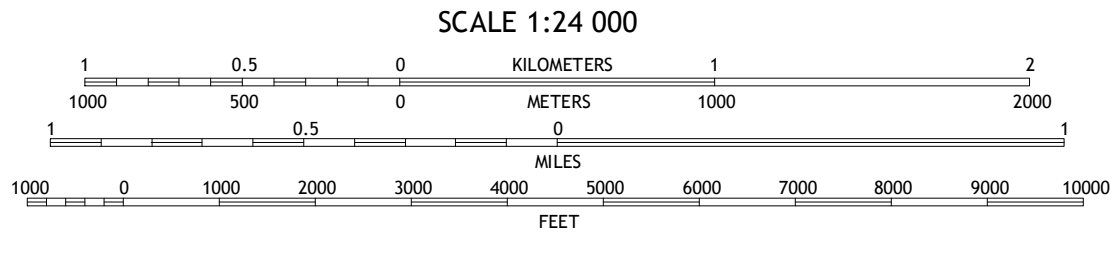 SCALE 1:24 000
1 0.5 0 KILOMETERS 1 2
1000 500 0 METERS 1000 2000
1 0.5 0 1
MILES
1000 0 1000 2000 3000 4000 5000 6000 7000 8000 9000 10000
FEET